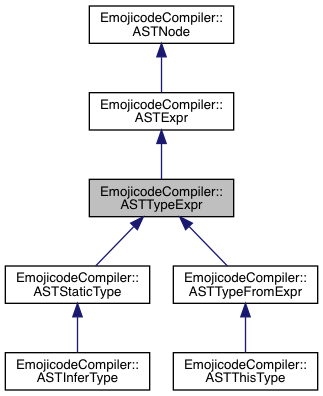 EmojicodeCompiler::
ASTNode
EmojicodeCompiler::
ASTExpr
EmojicodeCompiler::
ASTTypeExpr
EmojicodeCompiler::
ASTStaticType
EmojicodeCompiler::
ASTTypeFromExpr
EmojicodeCompiler::
ASTInferType
EmojicodeCompiler::
ASTThisType